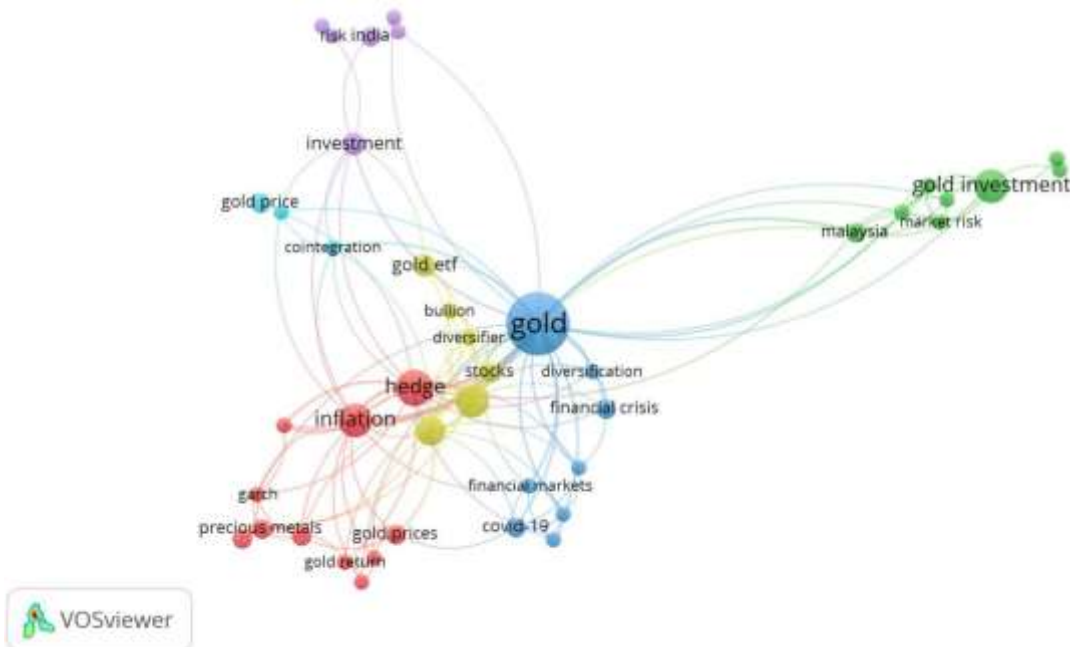 risk india
investment
gold price
cointegration
gold etf
bullion
diversifier
gold
gold investment
market risk
malaysia
stocks
diversification
hedge
financial crisis
inflation
financial markets
garch
covid-19
precious metals
gold prices
gold return
VOSviewer